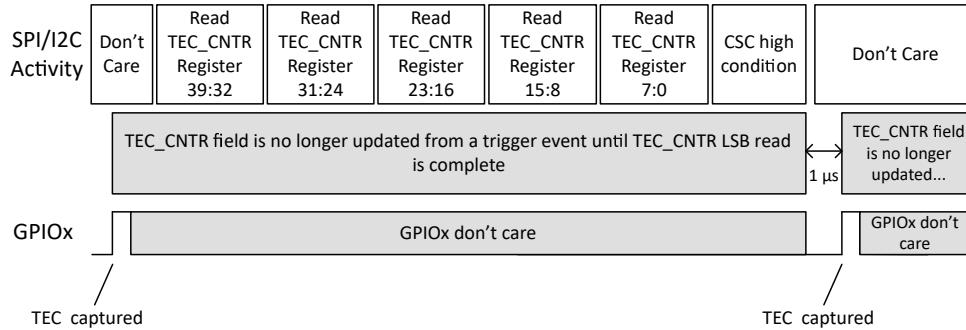 SPI/I2C
Activity
Don't
Care
Read
TEC_CNTR
Register
39:32
Read
TEC_CNTR
Register
31:24
Read
TEC_CNTR
Register
23:16
Read
TEC_CNTR
Register
15:8
Read
TEC_CNTR
Register
7:0
CSC high
condition
Don't Care
TEC_CNTR field is no longer updated from a trigger event until TEC_CNTR LSB read
is complete
1 µs
TEC_CNTR field
is no longer
updated...
GPIOx
GPIOx don't care
GPIOx don't
care
TEC captured
TEC captured